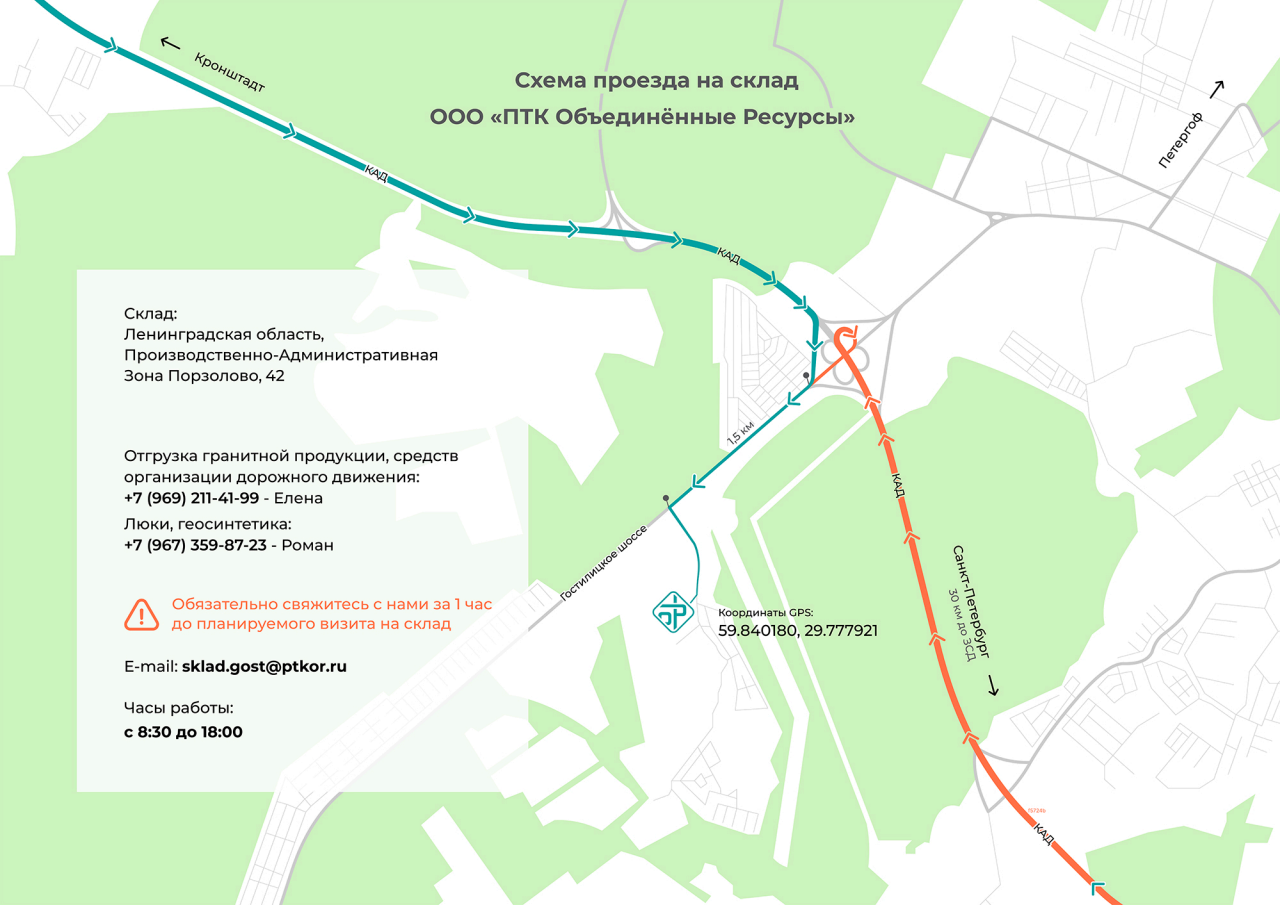 Схема проезда на склад
ООО «ПТК Объединённые Ресурсы»
Кронштадт
Петергоф
КАД
КАД
Склад:
Ленинградская область,
Производственно-Административная
Зона Порзолово, 42
1,5 км
Отгрузка гранитной продукции, средств
организации дорожного движения:
+7 (969) 211-41-99 - Елена
Люки, геосинтетика:
+7 (967) 359-87-23 - Роман
КАД
Гостилицкое шоссе
Санкт-Петербург
30 км до ЗСД
Обязательно свяжитесь с нами за 1 час
до планируемого визита на склад
Координаты GPS:
59.840180, 29.777921
E-mail: sklad.gost@ptkor.ru
Часы работы:
с 8:30 до 18:00
КАД